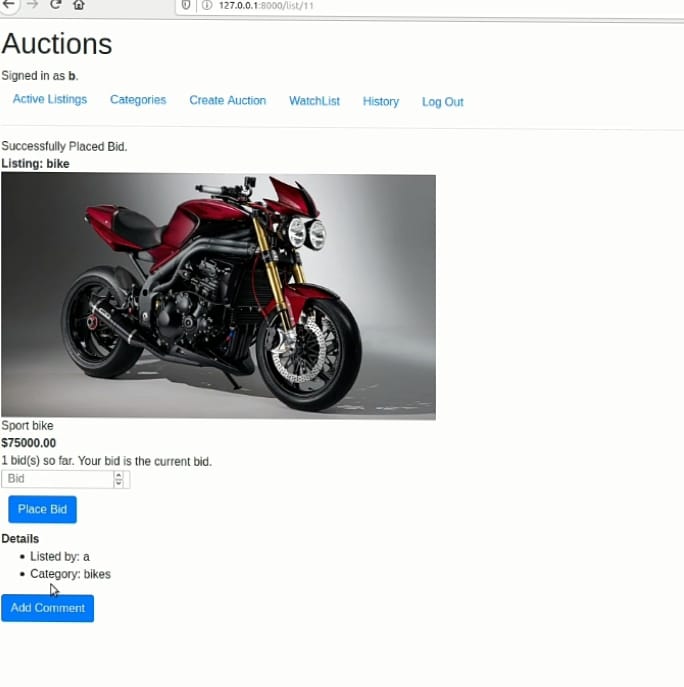 127.0.0.1:8000/list/11
Auctions
Signed in as b.
Active Listings Categories Create Auction WatchList History Log Out
Successfully Placed Bid.
Listing: bike
Sport bike
$75000.00
1 bid(s) so far. Your bid is the current bid.
Bid
Place Bid
Details
• Listed by: a
• Category: bikes
Add Comment